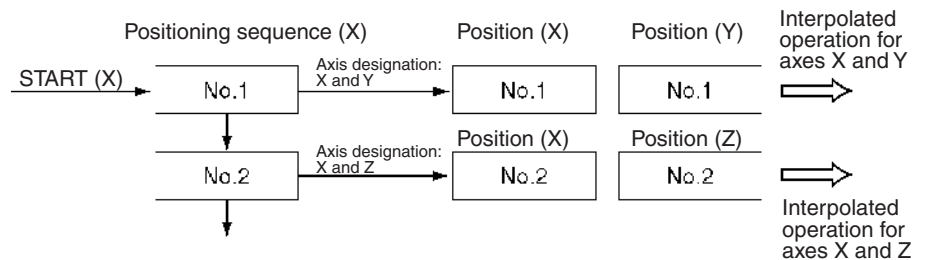 Positioning sequence (X)
Position (X)
Position (Y)
Interpolated
operation for
axes X and Y
START (X)
No.1
Axis designation:
X and Y
No.1
No.1
Position (X)
Position (Z)
No.2
Axis designation:
X and Z
No.2
No.2
Interpolated
operation for
axes X and Z